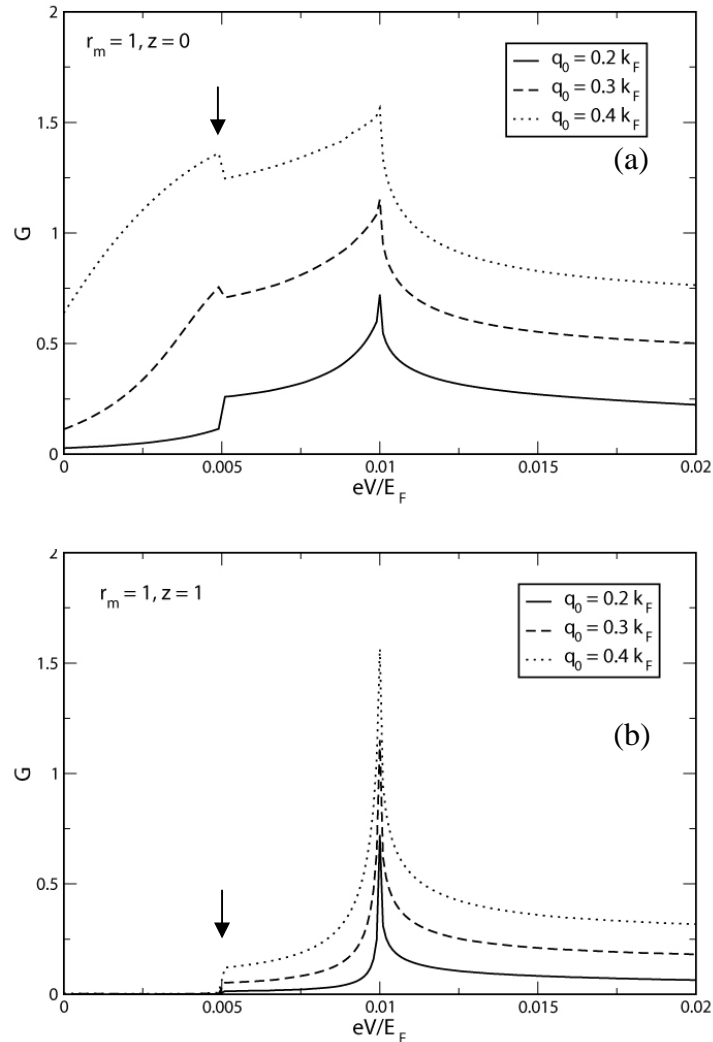 2
r_m = 1, z = 0
q_0 = 0.2 k_F
q_0 = 0.3 k_F
q_0 = 0.4 k_F
1.5
(a)
G
1
0.5
0
0 0.005 0.01 0.015 0.02
eV/E_F
2
r_m = 1, z = 1
q_0 = 0.2 k_F
q_0 = 0.3 k_F
q_0 = 0.4 k_F
1.5
(b)
G
1
0.5
0
0 0.005 0.01 0.015 0.02
eV/E_F